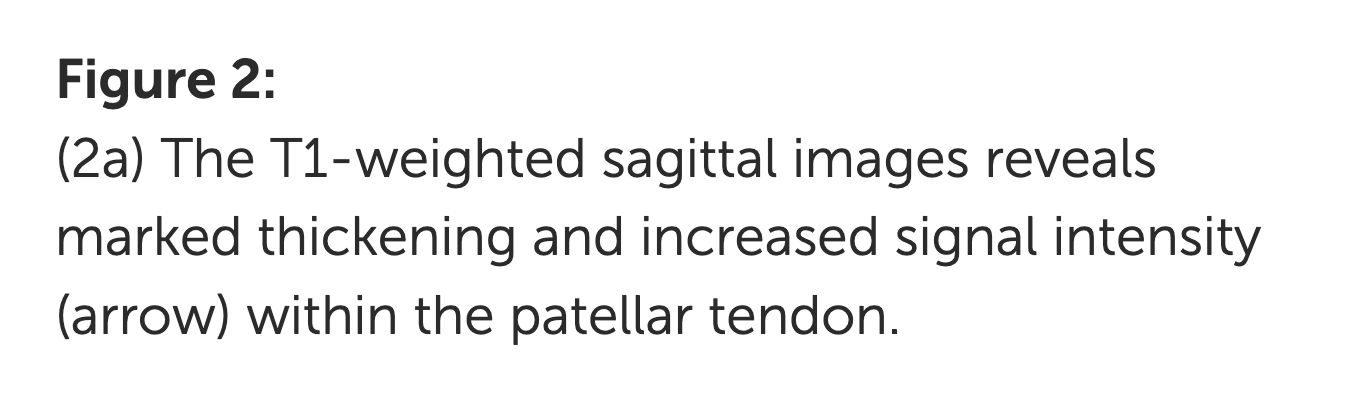 Figure 2:
(2a) The T1-weighted sagittal images reveals
marked thickening and increased signal intensity
(arrow) within the patellar tendon.